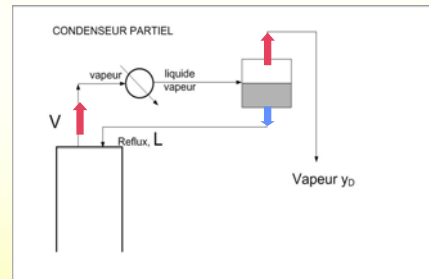 CONDENSEUR PARTIEL
vapeur
liquide
vapeur
V
Reflux, L
Vapeur yD